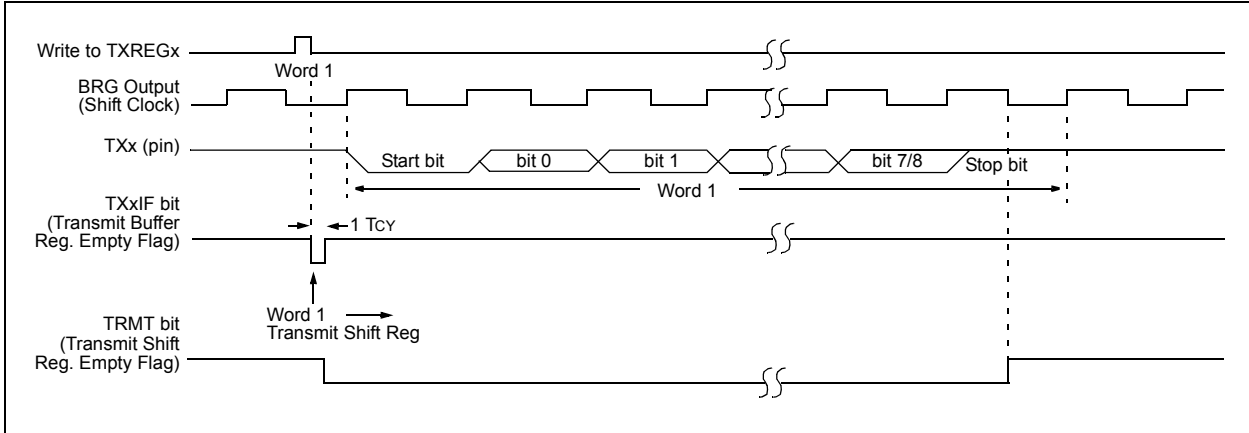 Write to TXREGx
Word 1
BRG Output
(Shift Clock)
TXx (pin)
Start bit
bit 0
bit 1
bit 7/8
Stop bit
Word 1
TXxIF bit
(Transmit Buffer
Reg. Empty Flag)
1 TCY
Word 1
Transmit Shift Reg
TRMT bit
(Transmit Shift
Reg. Empty Flag)